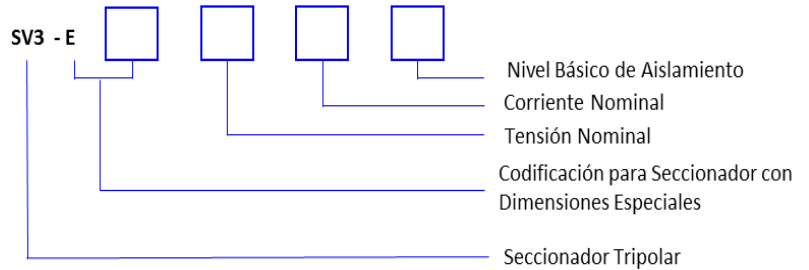 SV3 - E
Nivel Básico de Aislamiento
Corriente Nominal
Tensión Nominal
Codificación para Seccionador con
Dimensiones Especiales
Seccionador Tripolar